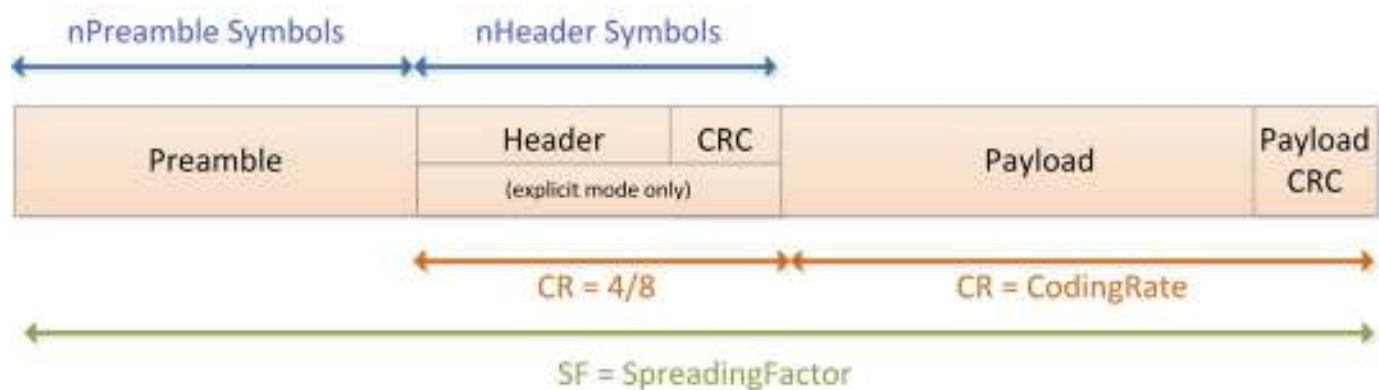 nPreamble Symbols
nHeader Symbols
Preamble
Header
CRC
(explicit mode only)
Payload
Payload
CRC
CR = 4/8
CR = CodingRate
SF = SpreadingFactor